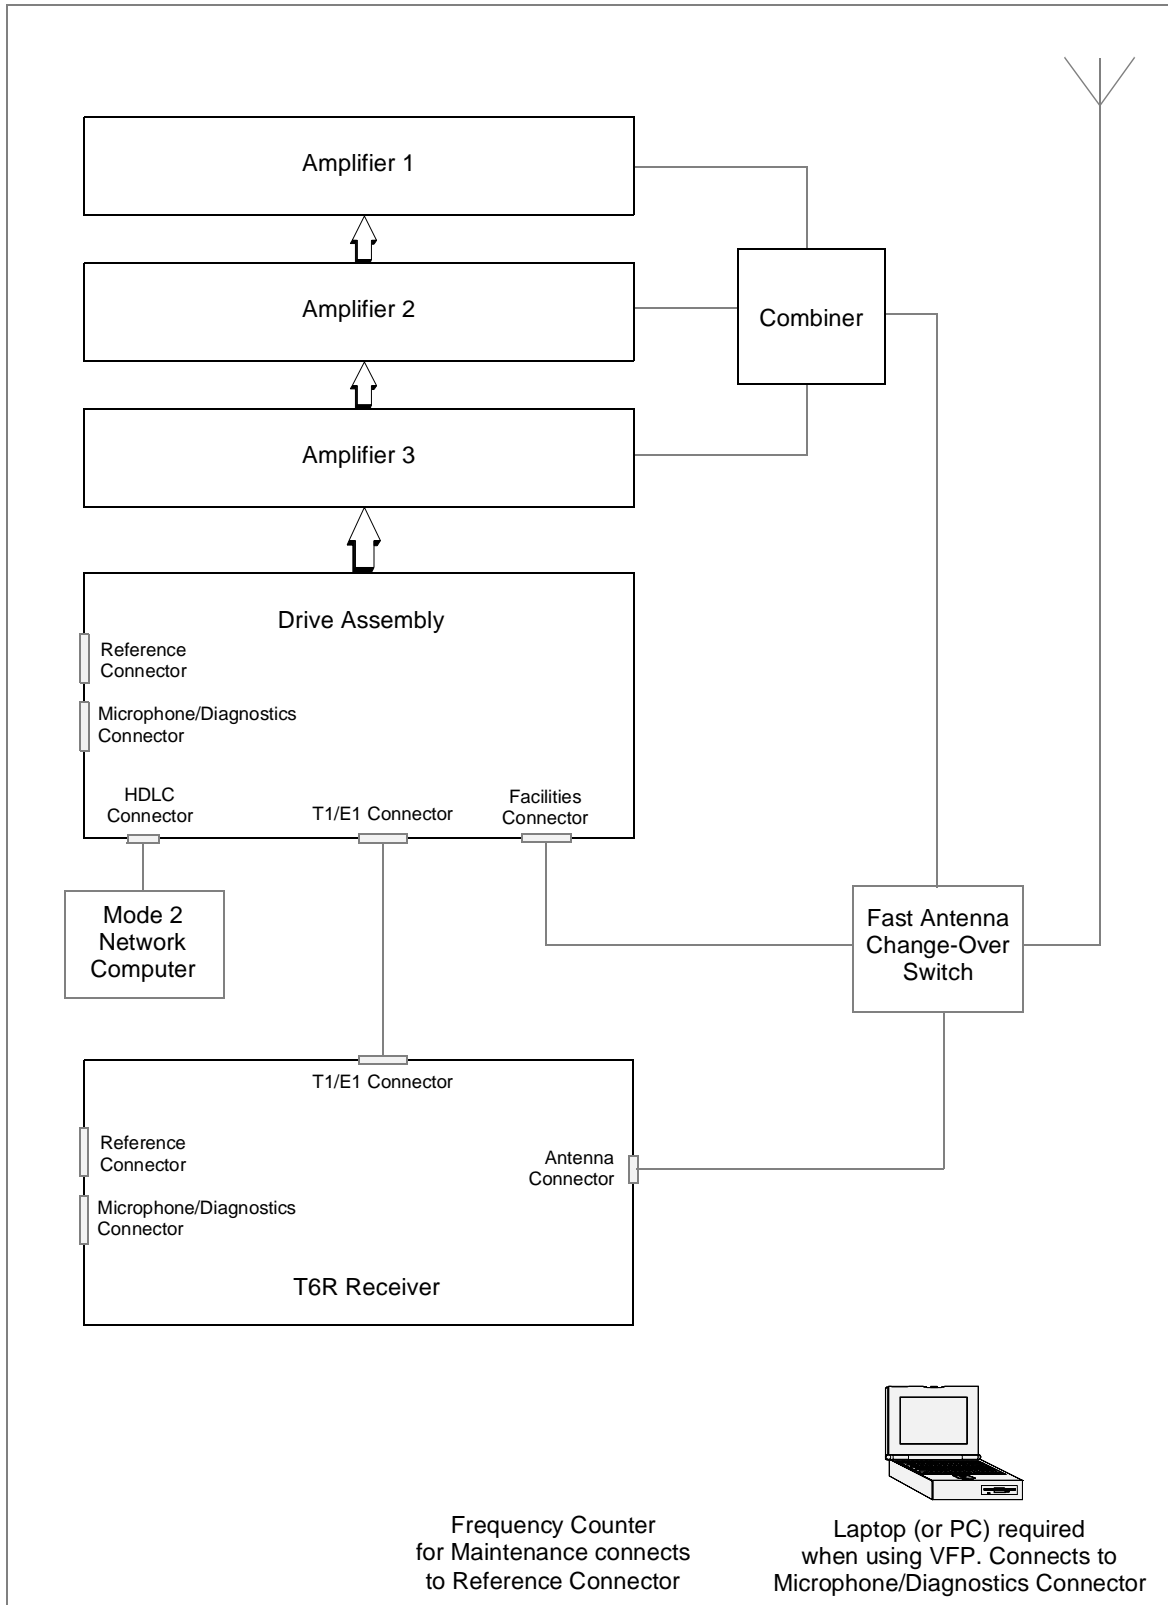 Amplifier 1
Amplifier 2
Combiner
Amplifier 3
Drive Assembly
Reference
Connector
Microphone/Diagnostics
Connector
HDLC
Connector
T1/E1 Connector
Facilities
Connector
Mode 2
Network
Computer
Fast Antenna
Change-Over
Switch
T1/E1 Connector
Reference
Connector
Antenna
Connector
Microphone/Diagnostics
Connector
T6R Receiver
Frequency Counter
for Maintenance connects
to Reference Connector
Laptop (or PC) required
when using VFP. Connects to
Microphone/Diagnostics Connector